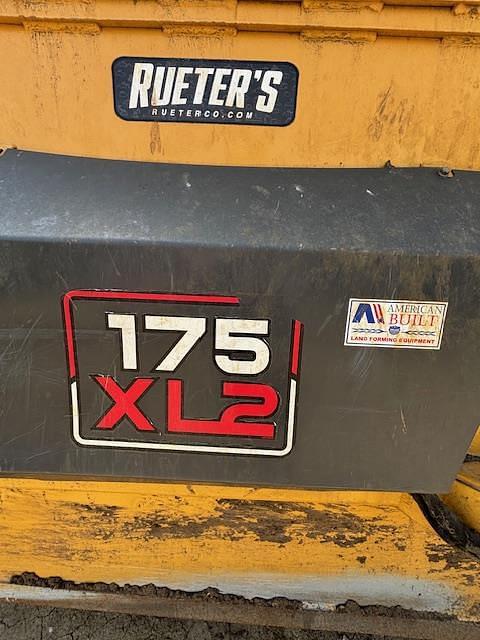 RUETER'S
RUETERCO.COM
175
XL2
AMERICAN
BUILT
LAND FORMING EQUIPMENT